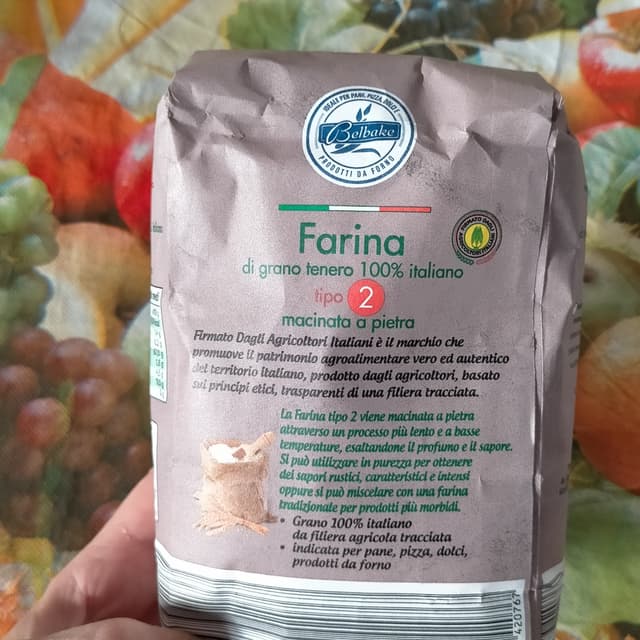 IDEALE PER PANE, PIZZA, DOLCI
Belbake
PRODOTTI DA FORNO
Farina
di grano tenero 100% italiano
tipo 2
macinata a pietra
FIRMATO DAGLI
AGRICOLTORI ITALIANI
Firmato Dagli Agricoltori Italiani è il marchio che
promuove il patrimonio agroalimentare vero ed autentico
del territorio Italiano, prodotto dagli agricoltori, basato
sui principi etici, trasparenti di una filiera tracciata.
La Farina tipo 2 viene macinata a pietra
attraverso un processo più lento e a basse
temperature, esaltandone il profumo e il sapore.
Si può utilizzare in purezza per ottenere
dei sapori rustici, caratteristici e intensi
oppure si può miscelare con una farina
tradizionale per prodotti più morbidi.
• Grano 100% italiano
da filiera agricola tracciata
• indicata per pane, pizza, dolci,
prodotti da forno
420767